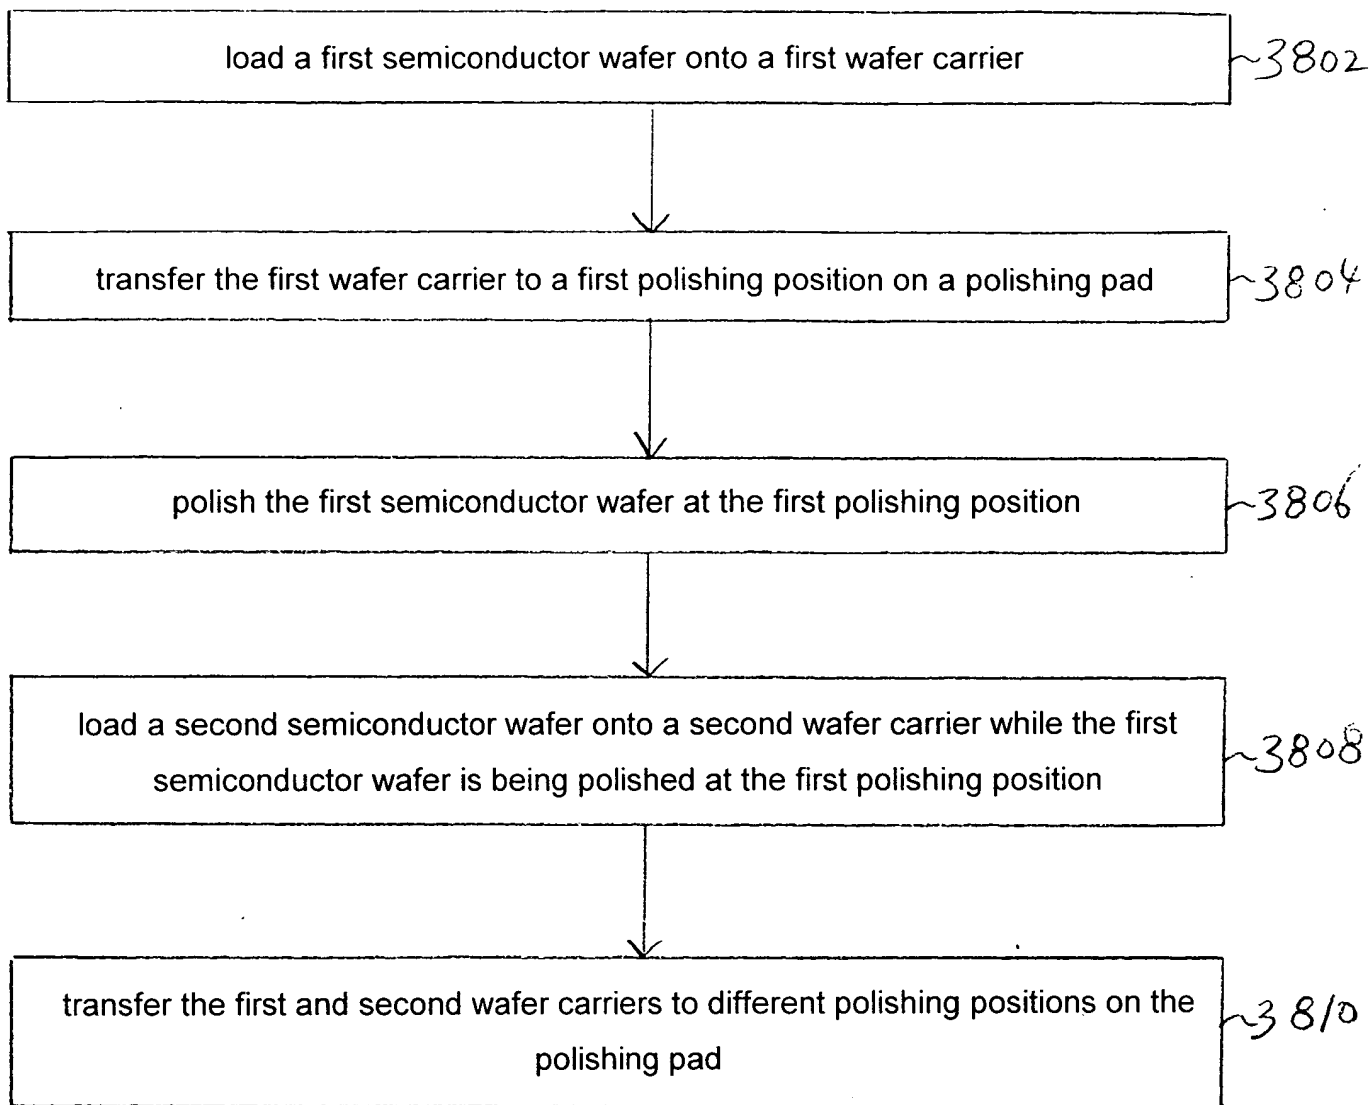 load a first semiconductor wafer onto a first wafer carrier
3802
transfer the first wafer carrier to a first polishing position on a polishing pad
3804
polish the first semiconductor wafer at the first polishing position
3806
load a second semiconductor wafer onto a second wafer carrier while the first
semiconductor wafer is being polished at the first polishing position
3808
transfer the first and second wafer carriers to different polishing positions on the
polishing pad
3810